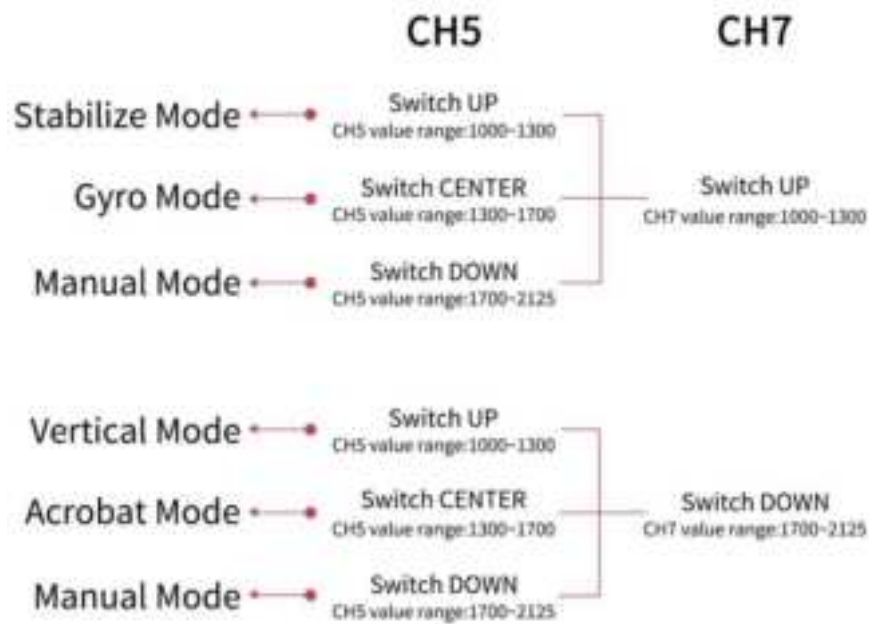 CH5 CH7
Stabilize Mode
Switch UP
CH5 value range:1000~1300
Gyro Mode
Switch CENTER
CH5 value range:1300~1700
Switch UP
CH7 value range:1000~1300
Manual Mode
Switch DOWN
CH5 value range:1700~2125
Vertical Mode
Switch UP
CH5 value range:1000~1300
Acrobat Mode
Switch CENTER
CH5 value range:1300~1700
Switch DOWN
CH7 value range:1700~2125
Manual Mode
Switch DOWN
CH5 value range:1700~2125